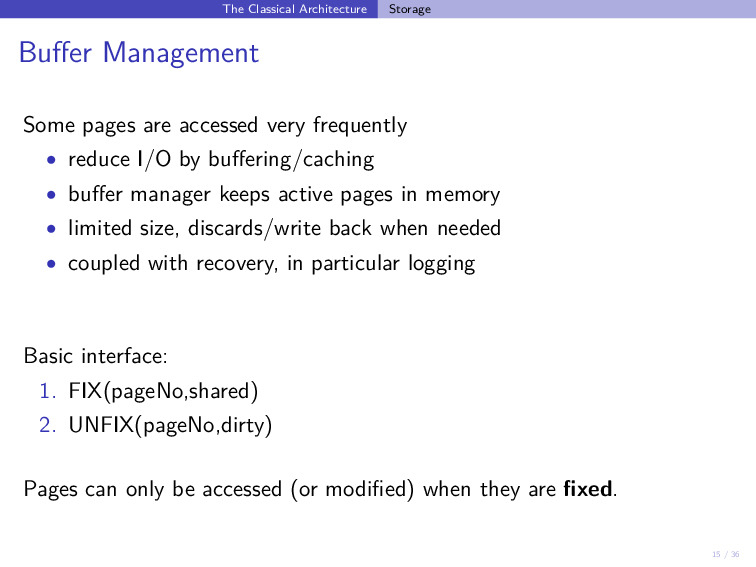 The Classical Architecture Storage
Buffer Management
Some pages are accessed very frequently
• reduce I/O by buffering/caching
• buffer manager keeps active pages in memory
• limited size, discards/write back when needed
• coupled with recovery, in particular logging
Basic interface:
1. FIX(pageNo,shared)
2. UNFIX(pageNo,dirty)
Pages can only be accessed (or modified) when they are fixed.
15 / 36